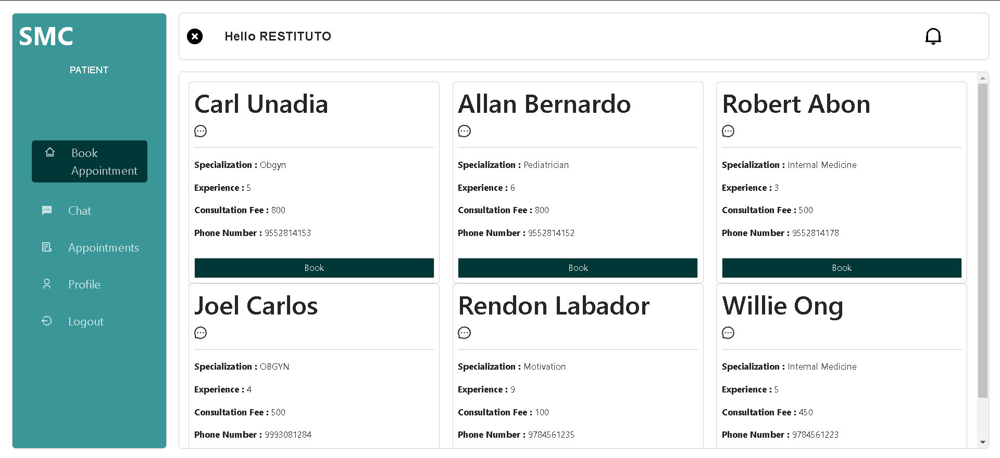 SMC
PATIENT
Book
Appointment
Chat
Appointments
Profile
Logout
Hello RESTITUTO
Carl Unadia
Specialization : Obgyn
Experience : 5
Consultation Fee : 800
Phone Number : 9552814153
Book
Allan Bernardo
Specialization : Pediatrician
Experience : 6
Consultation Fee : 800
Phone Number : 9552814152
Book
Robert Abon
Specialization : Internal Medicine
Experience : 3
Consultation Fee : 500
Phone Number : 9552814178
Book
Joel Carlos
Specialization : OBGYN
Experience : 4
Consultation Fee : 500
Phone Number : 9993081284
Rendon Labador
Specialization : Motivation
Experience : 9
Consultation Fee : 100
Phone Number : 9784561235
Willie Ong
Specialization : Internal Medicine
Experience : 5
Consultation Fee : 450
Phone Number : 9784561223